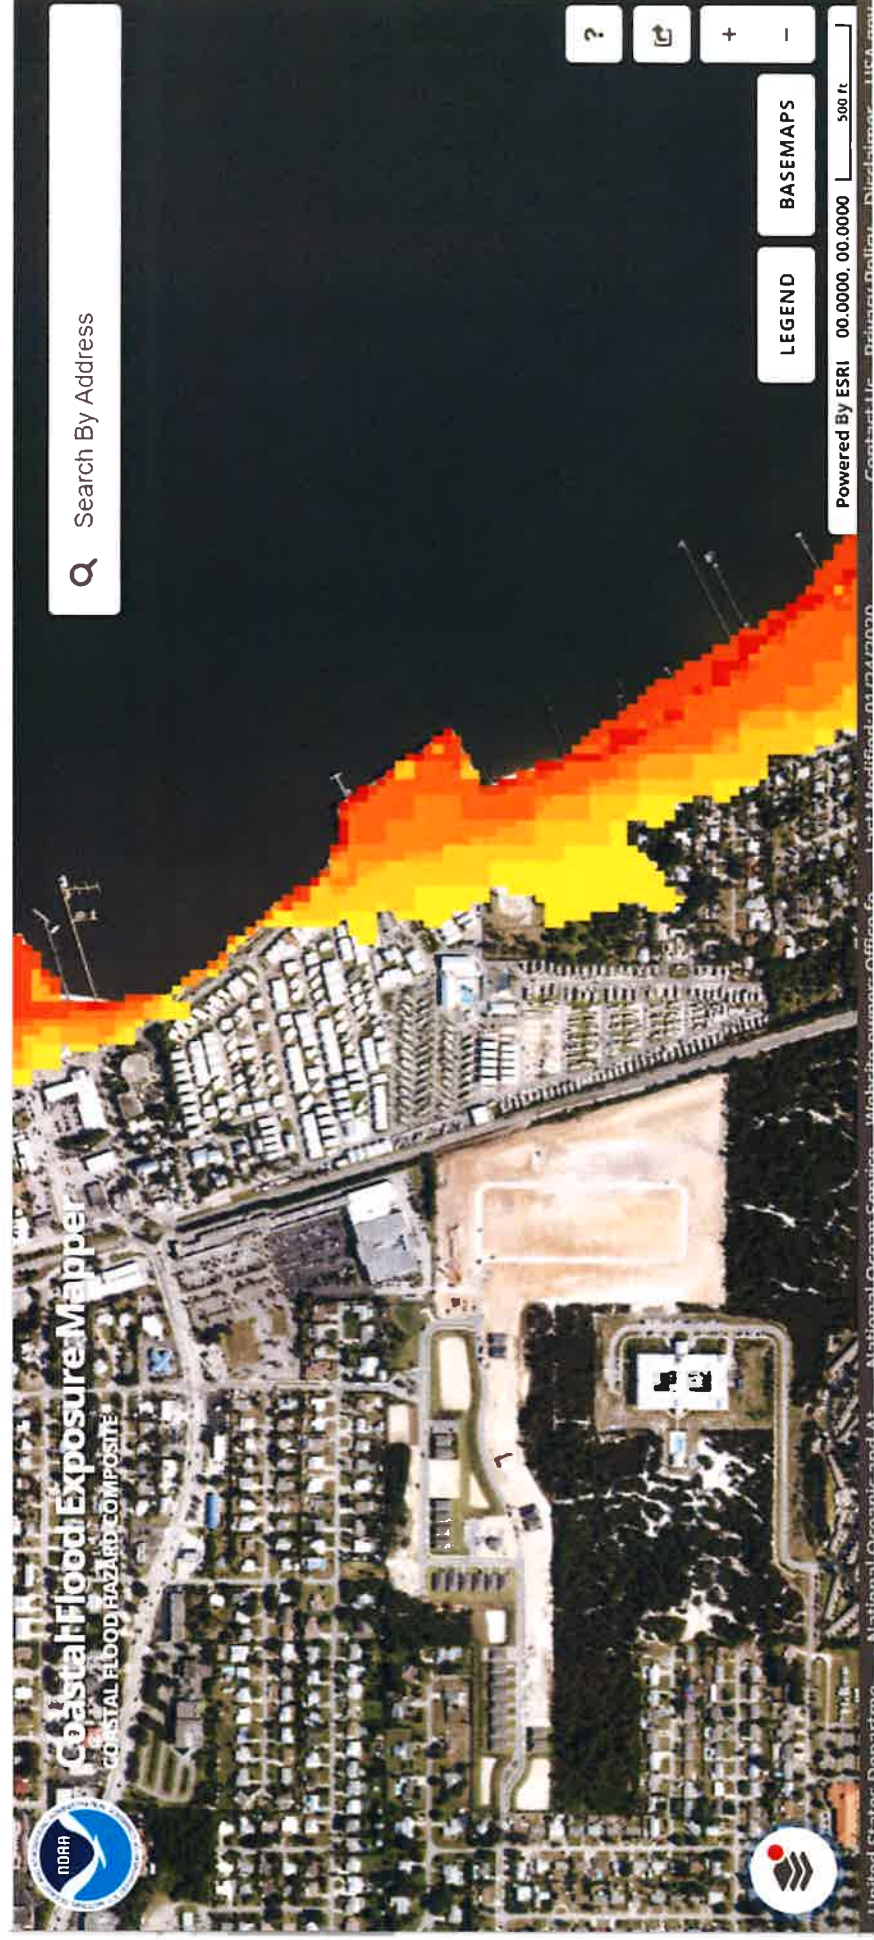 Coastal Flood Exposure Mapper
COASTAL FLOOD HAZARD COMPOSITE
NOAA
Search By Address
?
+
−
LEGEND
BASEMAPS
Powered By ESRI 00.0000, 00.0000
500 ft